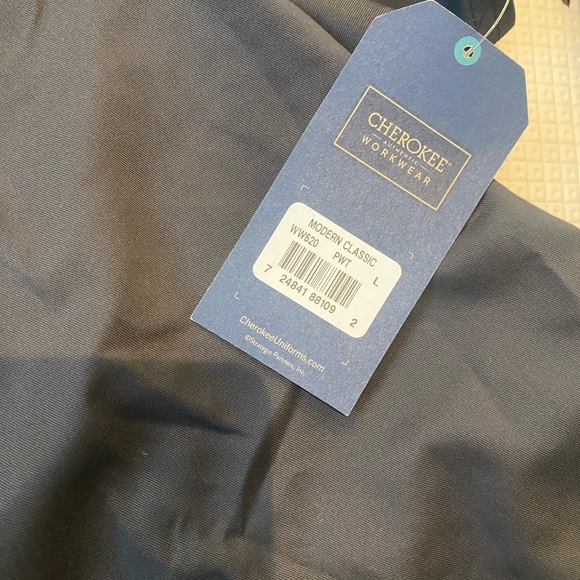 CHEROKEE®
AUTHENTIC
WORKWEAR
MODERN CLASSIC
WW620 PWT L
7 24841 88109 2
CherokeeUniforms.com
©Strategic Partners, Inc.